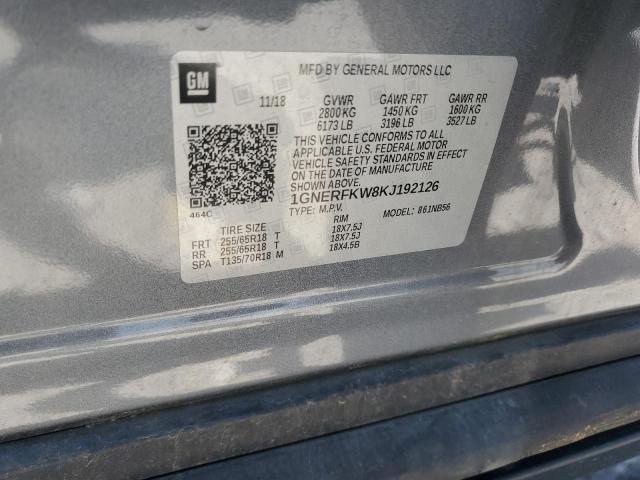 GM
MFD BY GENERAL MOTORS LLC
11/18 GVWR GAWR FRT GAWR RR
2800 KG 1450 KG 1600 KG
6173 LB 3196 LB 3527 LB
THIS VEHICLE CONFORMS TO ALL
APPLICABLE U.S. FEDERAL MOTOR
VEHICLE SAFETY STANDARDS IN EFFECT
ON THE DATE OF MANUFACTURE
SHOWN ABOVE.
1GNERFKW8KJ192126
464C TYPE: M.P.V. MODEL: 861NB56
TIRE SIZE RIM
FRT 255/65R18 T 18X7.5J
RR 255/65R18 T 18X7.5J
SPA T135/70R18 M 18X4.5B